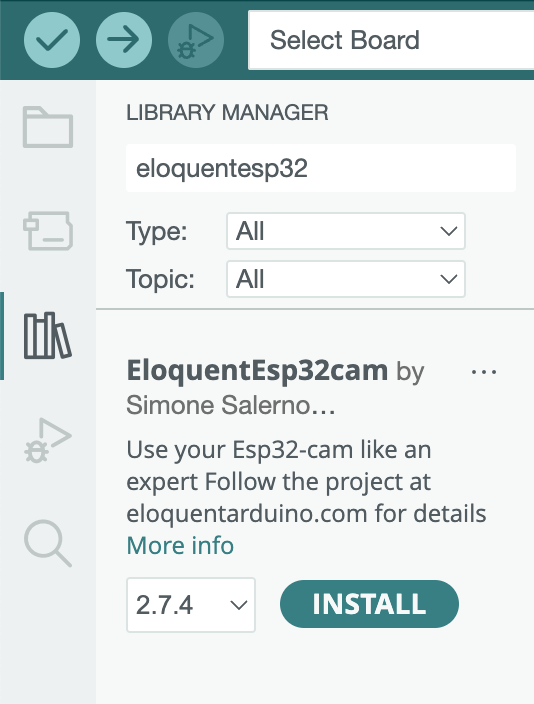 Select Board
LIBRARY MANAGER
eloquentesp32
Type: All
Topic: All
EloquentEsp32cam by
Simone Salerno...
Use your Esp32-cam like an
expert Follow the project at
eloquentarduino.com for details
More info
2.7.4 INSTALL